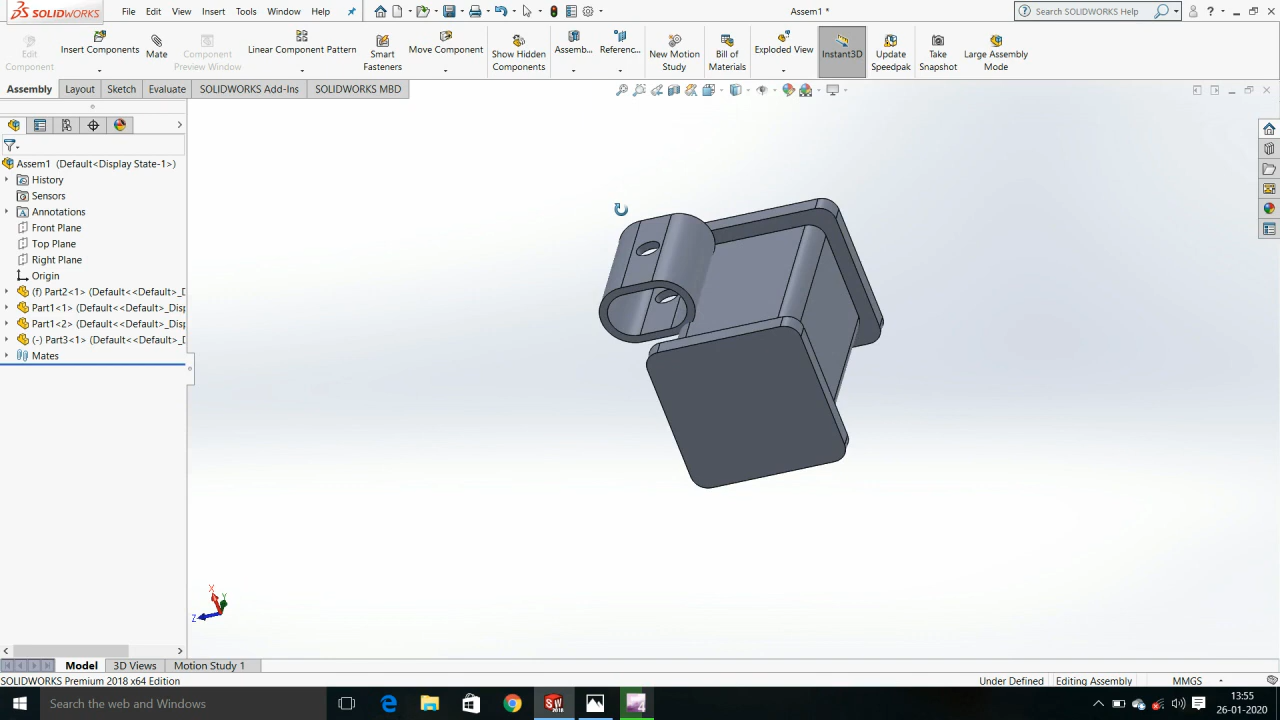 SOLIDWORKS File Edit View Insert Tools Window Help Assem1 * Search SOLIDWORKS Help
Edit Component
Insert Components
Mate
Component Preview Window
Linear Component Pattern
Smart Fasteners
Move Component
Show Hidden Components
Assemb...
Referenc...
New Motion Study
Bill of Materials
Exploded View
Instant3D
Update Speedpak
Take Snapshot
Large Assembly Mode
Assembly Layout Sketch Evaluate SOLIDWORKS Add-Ins SOLIDWORKS MBD
Assem1 (Default<Display State-1>)
History
Sensors
Annotations
Front Plane
Top Plane
Right Plane
Origin
(f) Part2<1> (Default<<Default>_D
Part1<1> (Default<<Default>_Disp
Part1<2> (Default<<Default>_Disp
(-) Part3<1> (Default<<Default>_D
Mates
X
Y
Z
Model 3D Views Motion Study 1
SOLIDWORKS Premium 2018 x64 Edition Under Defined Editing Assembly MMGS
Search the web and Windows
13:55
26-01-2020